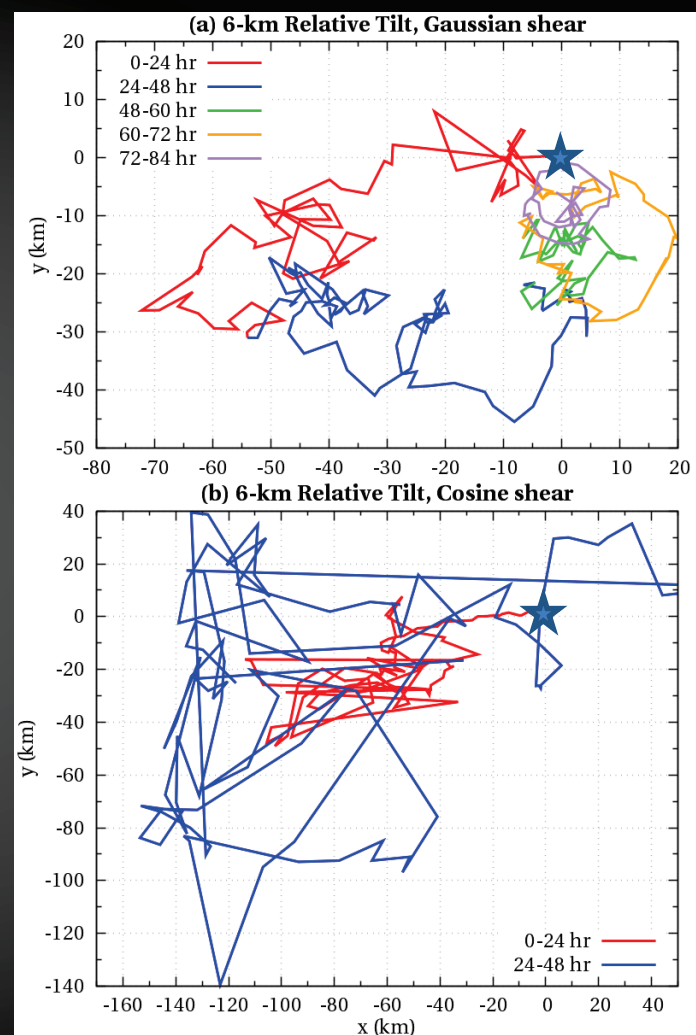 (a) 6-km Relative Tilt, Gaussian shear
20
10
0
-10
-20
-30
-40
-50
y (km)
0-24 hr
24-48 hr
48-60 hr
60-72 hr
72-84 hr
-80 -70 -60 -50 -40 -30 -20 -10 0 10 20
(b) 6-km Relative Tilt, Cosine shear
40
20
0
-20
-40
-60
-80
-100
-120
-140
y (km)
0-24 hr
24-48 hr
-160 -140 -120 -100 -80 -60 -40 -20 0 20 40
x (km)